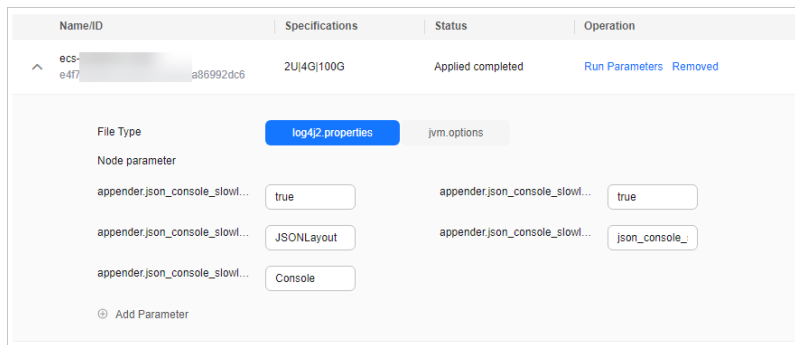 Name/ID Specifications Status Operation
ecs-
e4f7 a86992dc6 2U|4G|100G Applied completed Run Parameters Removed
File Type log4j2.properties jvm.options
Node parameter
appender.json_console_slowl... true appender.json_console_slowl... true
appender.json_console_slowl... JSONLayout appender.json_console_slowl... json_console_
appender.json_console_slowl... Console
Add Parameter